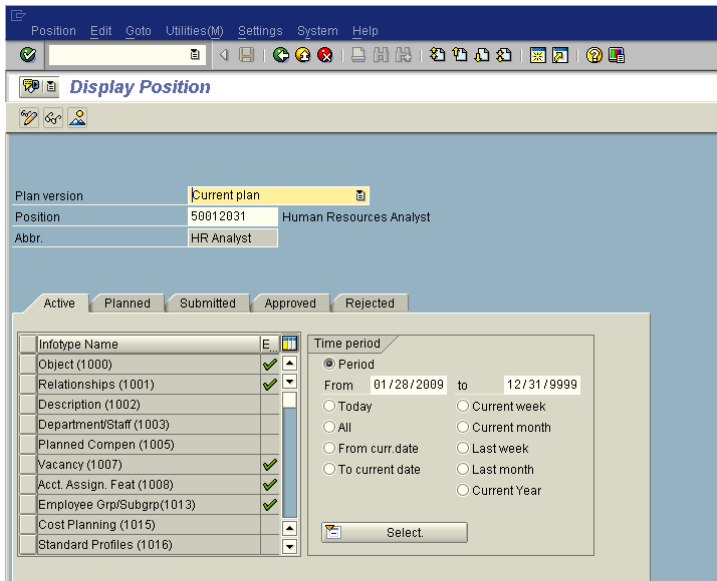 Position Edit Goto Utilities(M) Settings System Help
Display Position
Plan version Current plan
Position 50012031 Human Resources Analyst
Abbr. HR Analyst
Active Planned Submitted Approved Rejected
Infotype Name E...
Object (1000)
Relationships (1001)
Description (1002)
Department/Staff (1003)
Planned Compen (1005)
Vacancy (1007)
Acct. Assign. Feat (1008)
Employee Grp/Subgrp(1013)
Cost Planning (1015)
Standard Profiles (1016)
Time period
Period
From 01/28/2009 to 12/31/9999
Today Current week
All Current month
From curr.date Last week
To current date Last month
Current Year
Select.